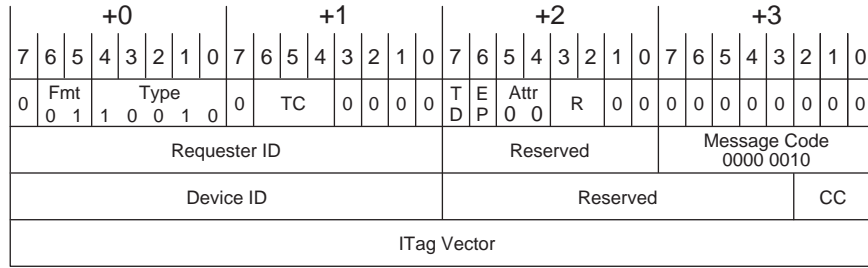 +0 +1 +2 +3
7 6 5 4 3 2 1 0 7 6 5 4 3 2 1 0 7 6 5 4 3 2 1 0 7 6 5 4 3 2 1 0
0 Fmt 0 1 Type 1 0 0 1 0 0 TC 0 0 0 0 TD EP Attr 0 0 R 0 0 0 0 0 0 0 0 0 0
Requester ID Reserved Message Code
0000 0010
Device ID Reserved CC
ITag Vector